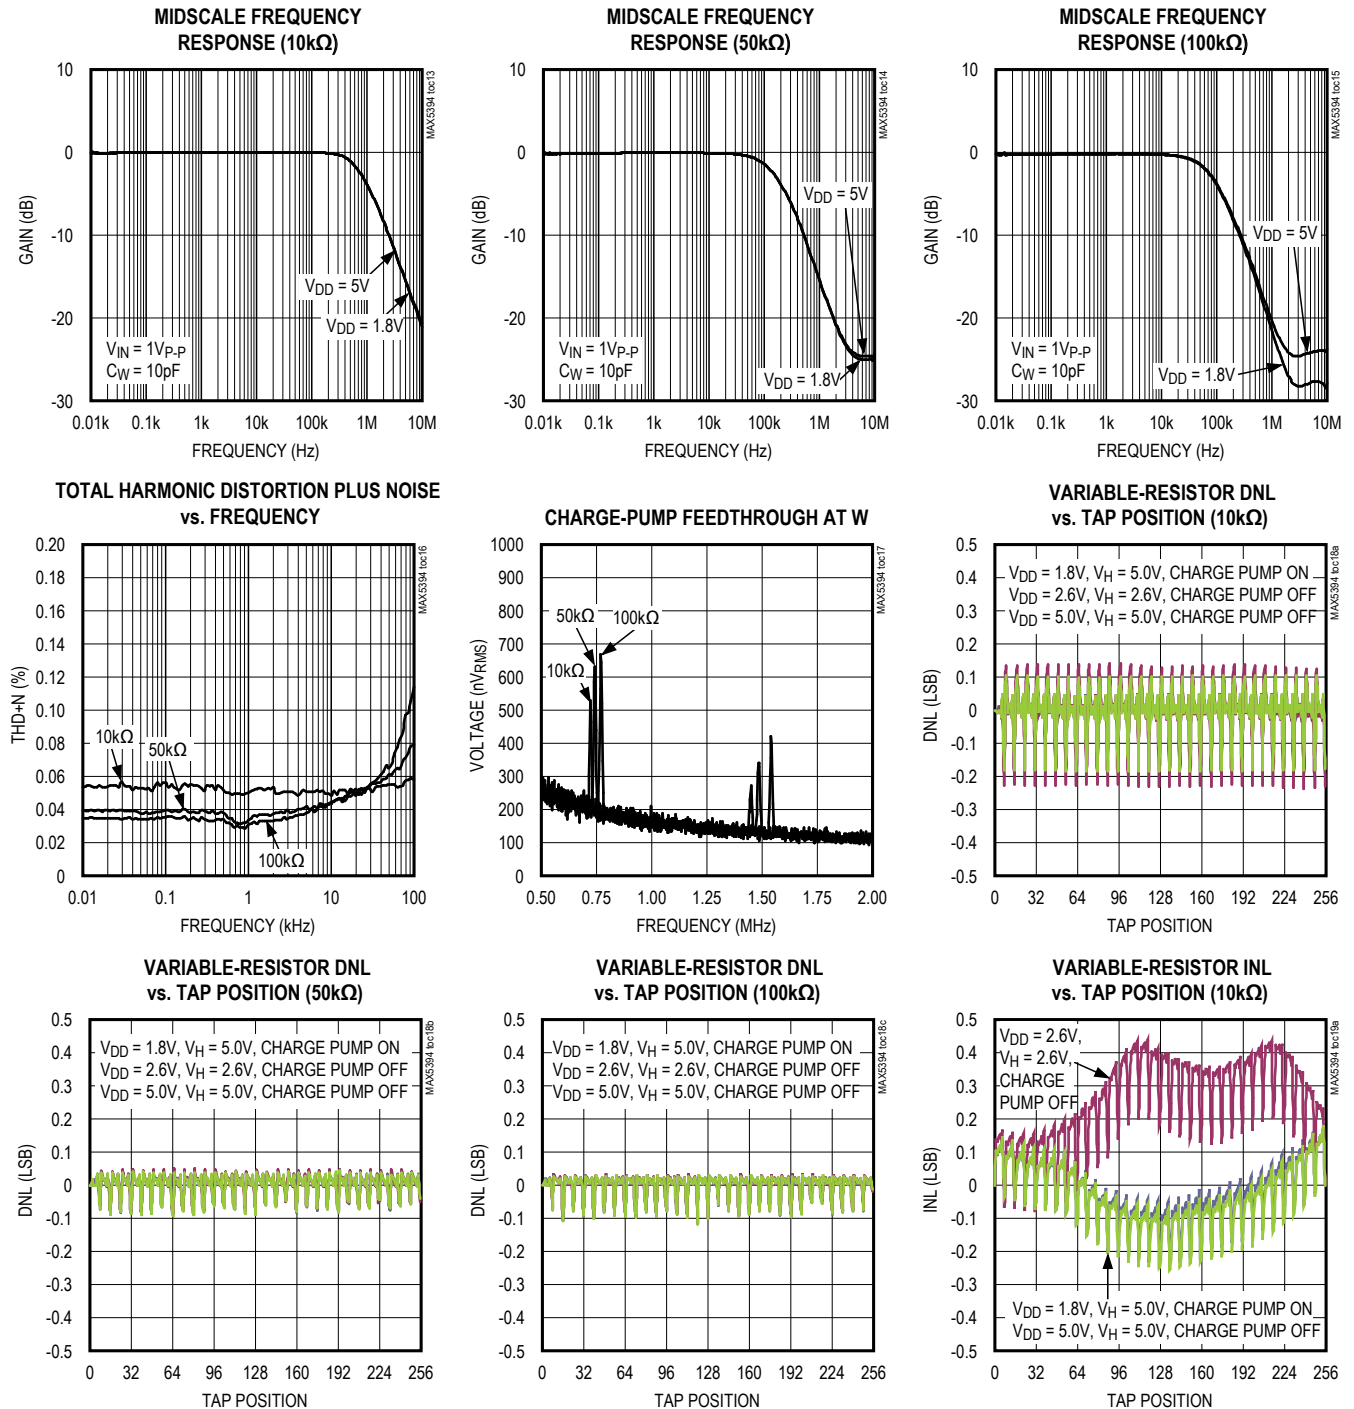 MIDSCALE FREQUENCY
RESPONSE (10kΩ)
10
0
-10
-20
-30
GAIN (dB)
VDD = 5V
VDD = 1.8V
VIN = 1VP-P
CW = 10pF
0.01k 0.1k 1k 10k 100k 1M 10M
FREQUENCY (Hz)
MAX5394 toc13
MIDSCALE FREQUENCY
RESPONSE (50kΩ)
10
0
-10
-20
-30
GAIN (dB)
VDD = 5V
VIN = 1VP-P
CW = 10pF
VDD = 1.8V
0.01k 0.1k 1k 10k 100k 1M 10M
FREQUENCY (Hz)
MAX5394 toc14
MIDSCALE FREQUENCY
RESPONSE (100kΩ)
10
0
-10
-20
-30
GAIN (dB)
VDD = 5V
VIN = 1VP-P
CW = 10pF
VDD = 1.8V
0.01k 0.1k 1k 10k 100k 1M 10M
FREQUENCY (Hz)
MAX5394 toc15
TOTAL HARMONIC DISTORTION PLUS NOISE
vs. FREQUENCY
0.20
0.18
0.16
0.14
0.12
0.10
0.08
0.06
0.04
0.02
0
THD+N (%)
10kΩ
50kΩ
100kΩ
0.01 0.1 1 10 100
FREQUENCY (kHz)
MAX5394 toc16
CHARGE-PUMP FEEDTHROUGH AT W
1000
900
800
700
600
500
400
300
200
100
0
VOLTAGE (nVRMS)
50kΩ
100kΩ
10kΩ
0.50 0.75 1.00 1.25 1.50 1.75 2.00
FREQUENCY (MHz)
MAX5394 toc17
VARIABLE-RESISTOR DNL
vs. TAP POSITION (10kΩ)
0.5
0.4
0.3
0.2
0.1
0
-0.1
-0.2
-0.3
-0.4
-0.5
DNL (LSB)
VDD = 1.8V, VH = 5.0V, CHARGE PUMP ON
VDD = 2.6V, VH = 2.6V, CHARGE PUMP OFF
VDD = 5.0V, VH = 5.0V, CHARGE PUMP OFF
0 32 64 96 128 160 192 224 256
TAP POSITION
MAX5394 toc18a
VARIABLE-RESISTOR DNL
vs. TAP POSITION (50kΩ)
0.5
0.4
0.3
0.2
0.1
0
-0.1
-0.2
-0.3
-0.4
-0.5
DNL (LSB)
VDD = 1.8V, VH = 5.0V, CHARGE PUMP ON
VDD = 2.6V, VH = 2.6V, CHARGE PUMP OFF
VDD = 5.0V, VH = 5.0V, CHARGE PUMP OFF
0 32 64 96 128 160 192 224 256
TAP POSITION
MAX5394 toc18b
VARIABLE-RESISTOR DNL
vs. TAP POSITION (100kΩ)
0.5
0.4
0.3
0.2
0.1
0
-0.1
-0.2
-0.3
-0.4
-0.5
DNL (LSB)
VDD = 1.8V, VH = 5.0V, CHARGE PUMP ON
VDD = 2.6V, VH = 2.6V, CHARGE PUMP OFF
VDD = 5.0V, VH = 5.0V, CHARGE PUMP OFF
0 32 64 96 128 160 192 224 256
TAP POSITION
MAX5394 toc18c
VARIABLE-RESISTOR INL
vs. TAP POSITION (10kΩ)
0.5
0.4
0.3
0.2
0.1
0
-0.1
-0.2
-0.3
-0.4
-0.5
INL (LSB)
VDD = 2.6V,
VH = 2.6V,
CHARGE
PUMP OFF
VDD = 1.8V, VH = 5.0V, CHARGE PUMP ON
VDD = 5.0V, VH = 5.0V, CHARGE PUMP OFF
0 32 64 96 128 160 192 224 256
TAP POSITION
MAX5394 toc19a